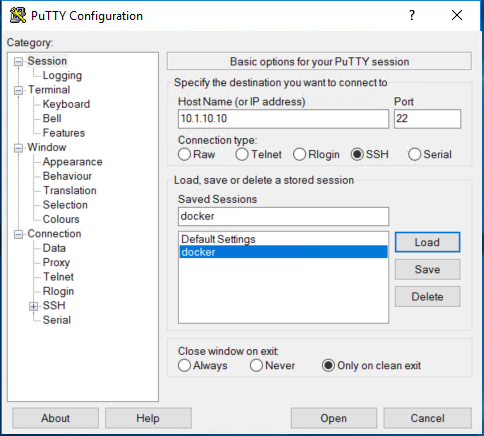 PuTTY Configuration
Category:
Session
Logging
Terminal
Keyboard
Bell
Features
Window
Appearance
Behaviour
Translation
Selection
Colours
Connection
Data
Proxy
Telnet
Rlogin
SSH
Serial
Basic options for your PuTTY session
Specify the destination you want to connect to
Host Name (or IP address) Port
10.1.10.10 22
Connection type:
Raw Telnet Rlogin SSH Serial
Load, save or delete a stored session
Saved Sessions
docker
Default Settings
docker
Load
Save
Delete
Close window on exit:
Always Never Only on clean exit
About Help Open Cancel